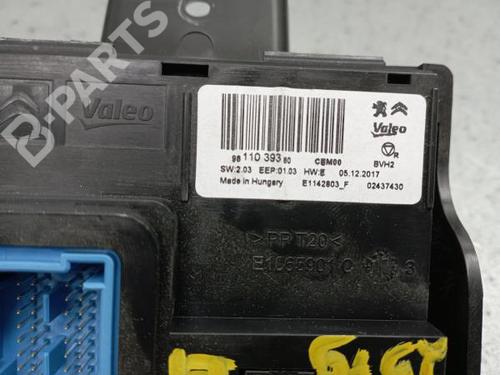 B-PARTS
Valeo
Valeo
98 110 393 80 CEM00 BVH2
SW:2.03 EEP:01.03 HW:E 05.12.2017
Made in Hungary E1142803_F 02437430
>PP T20<